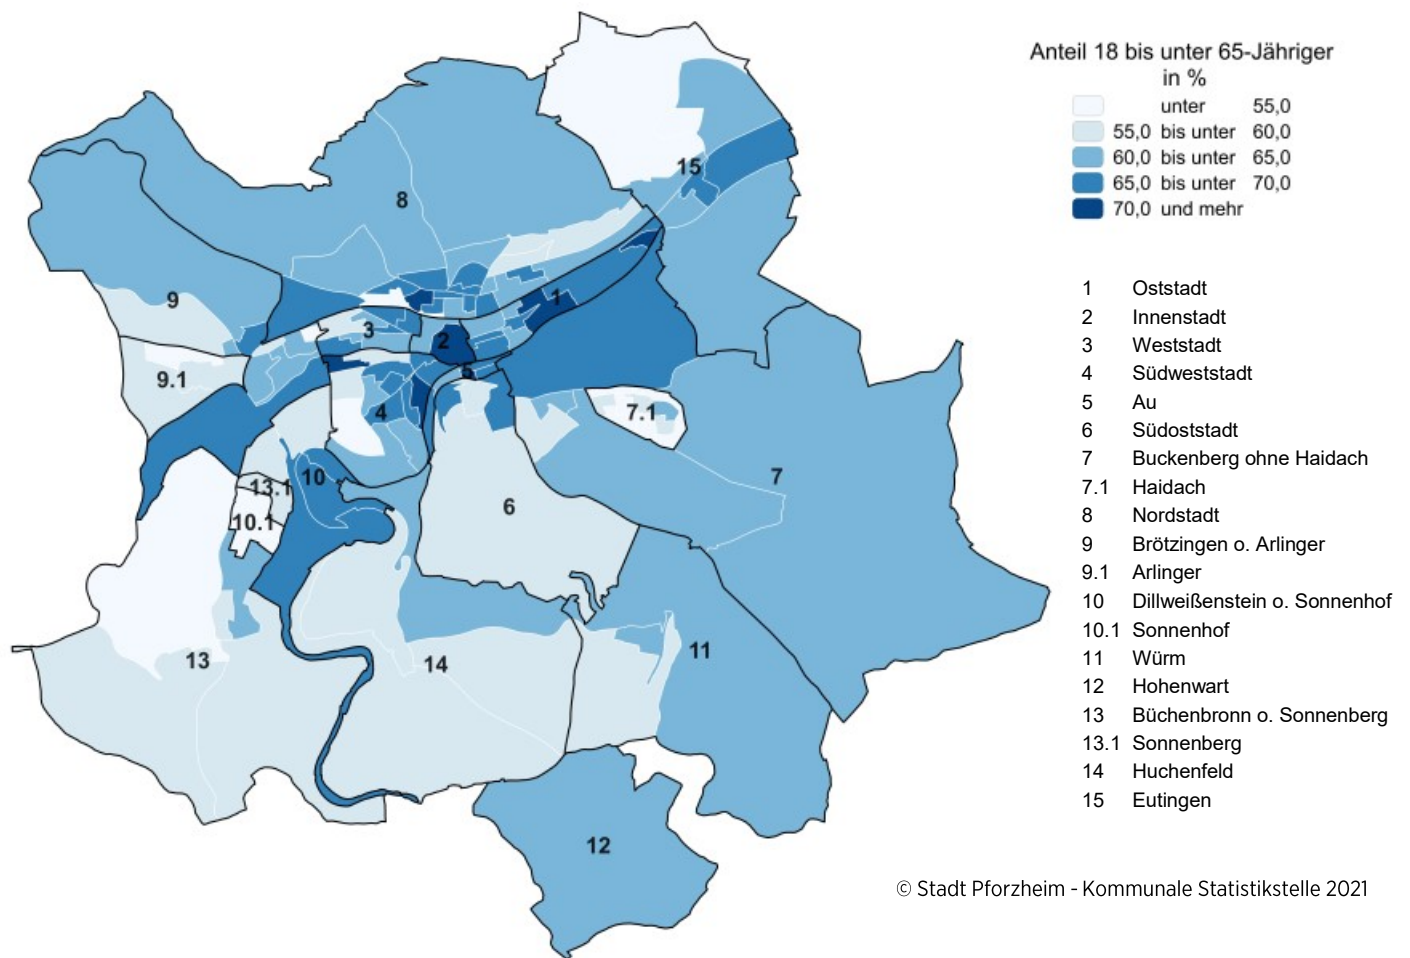 Anteil 18 bis unter 65-Jähriger
in %
unter 55,0
55,0 bis unter 60,0
60,0 bis unter 65,0
65,0 bis unter 70,0
70,0 und mehr
15
8
9
1
3
2
9.1
5
4
7.1
10
7
13.1
6
10.1
11
13
14
12
1 Oststadt
2 Innenstadt
3 Weststadt
4 Südweststadt
5 Au
6 Südoststadt
7 Buckenberg ohne Haidach
7.1 Haidach
8 Nordstadt
9 Brötzingen o. Arlinger
9.1 Arlinger
10 Dillweißenstein o. Sonnenhof
10.1 Sonnenhof
11 Würm
12 Hohenwart
13 Büchenbronn o. Sonnenberg
13.1 Sonnenberg
14 Huchenfeld
15 Eutingen
© Stadt Pforzheim - Kommunale Statistikstelle 2021